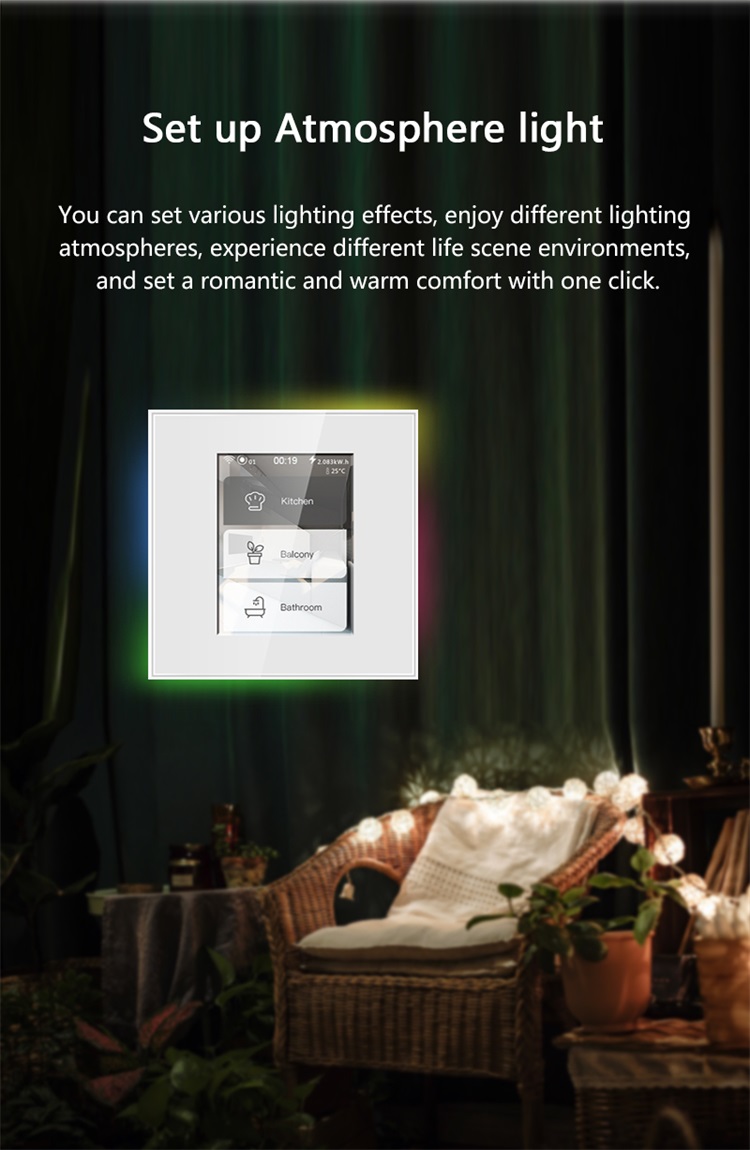 Set up Atmosphere light
You can set various lighting effects, enjoy different lighting
atmospheres, experience different life scene environments,
and set a romantic and warm comfort with one click.
01 00:19 2.083kW.h
25°C
Kitchen
Balcony
Bathroom